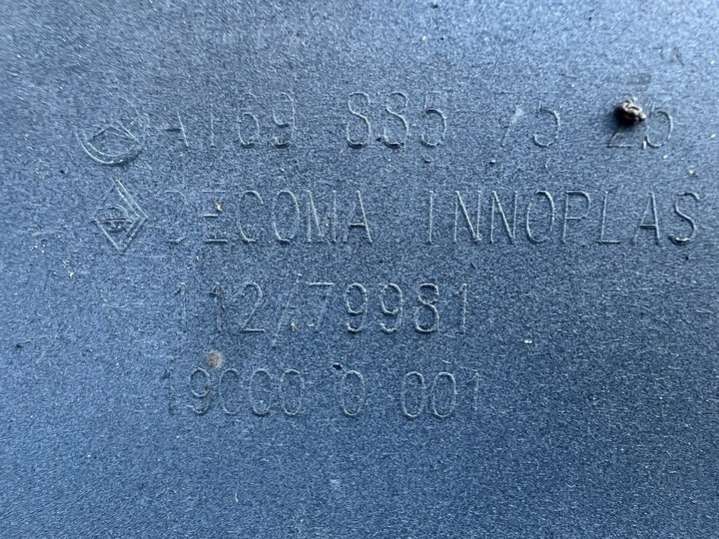 A169 885 75 25
DECOMA INNOPLAS
112/79981
19000 0 001